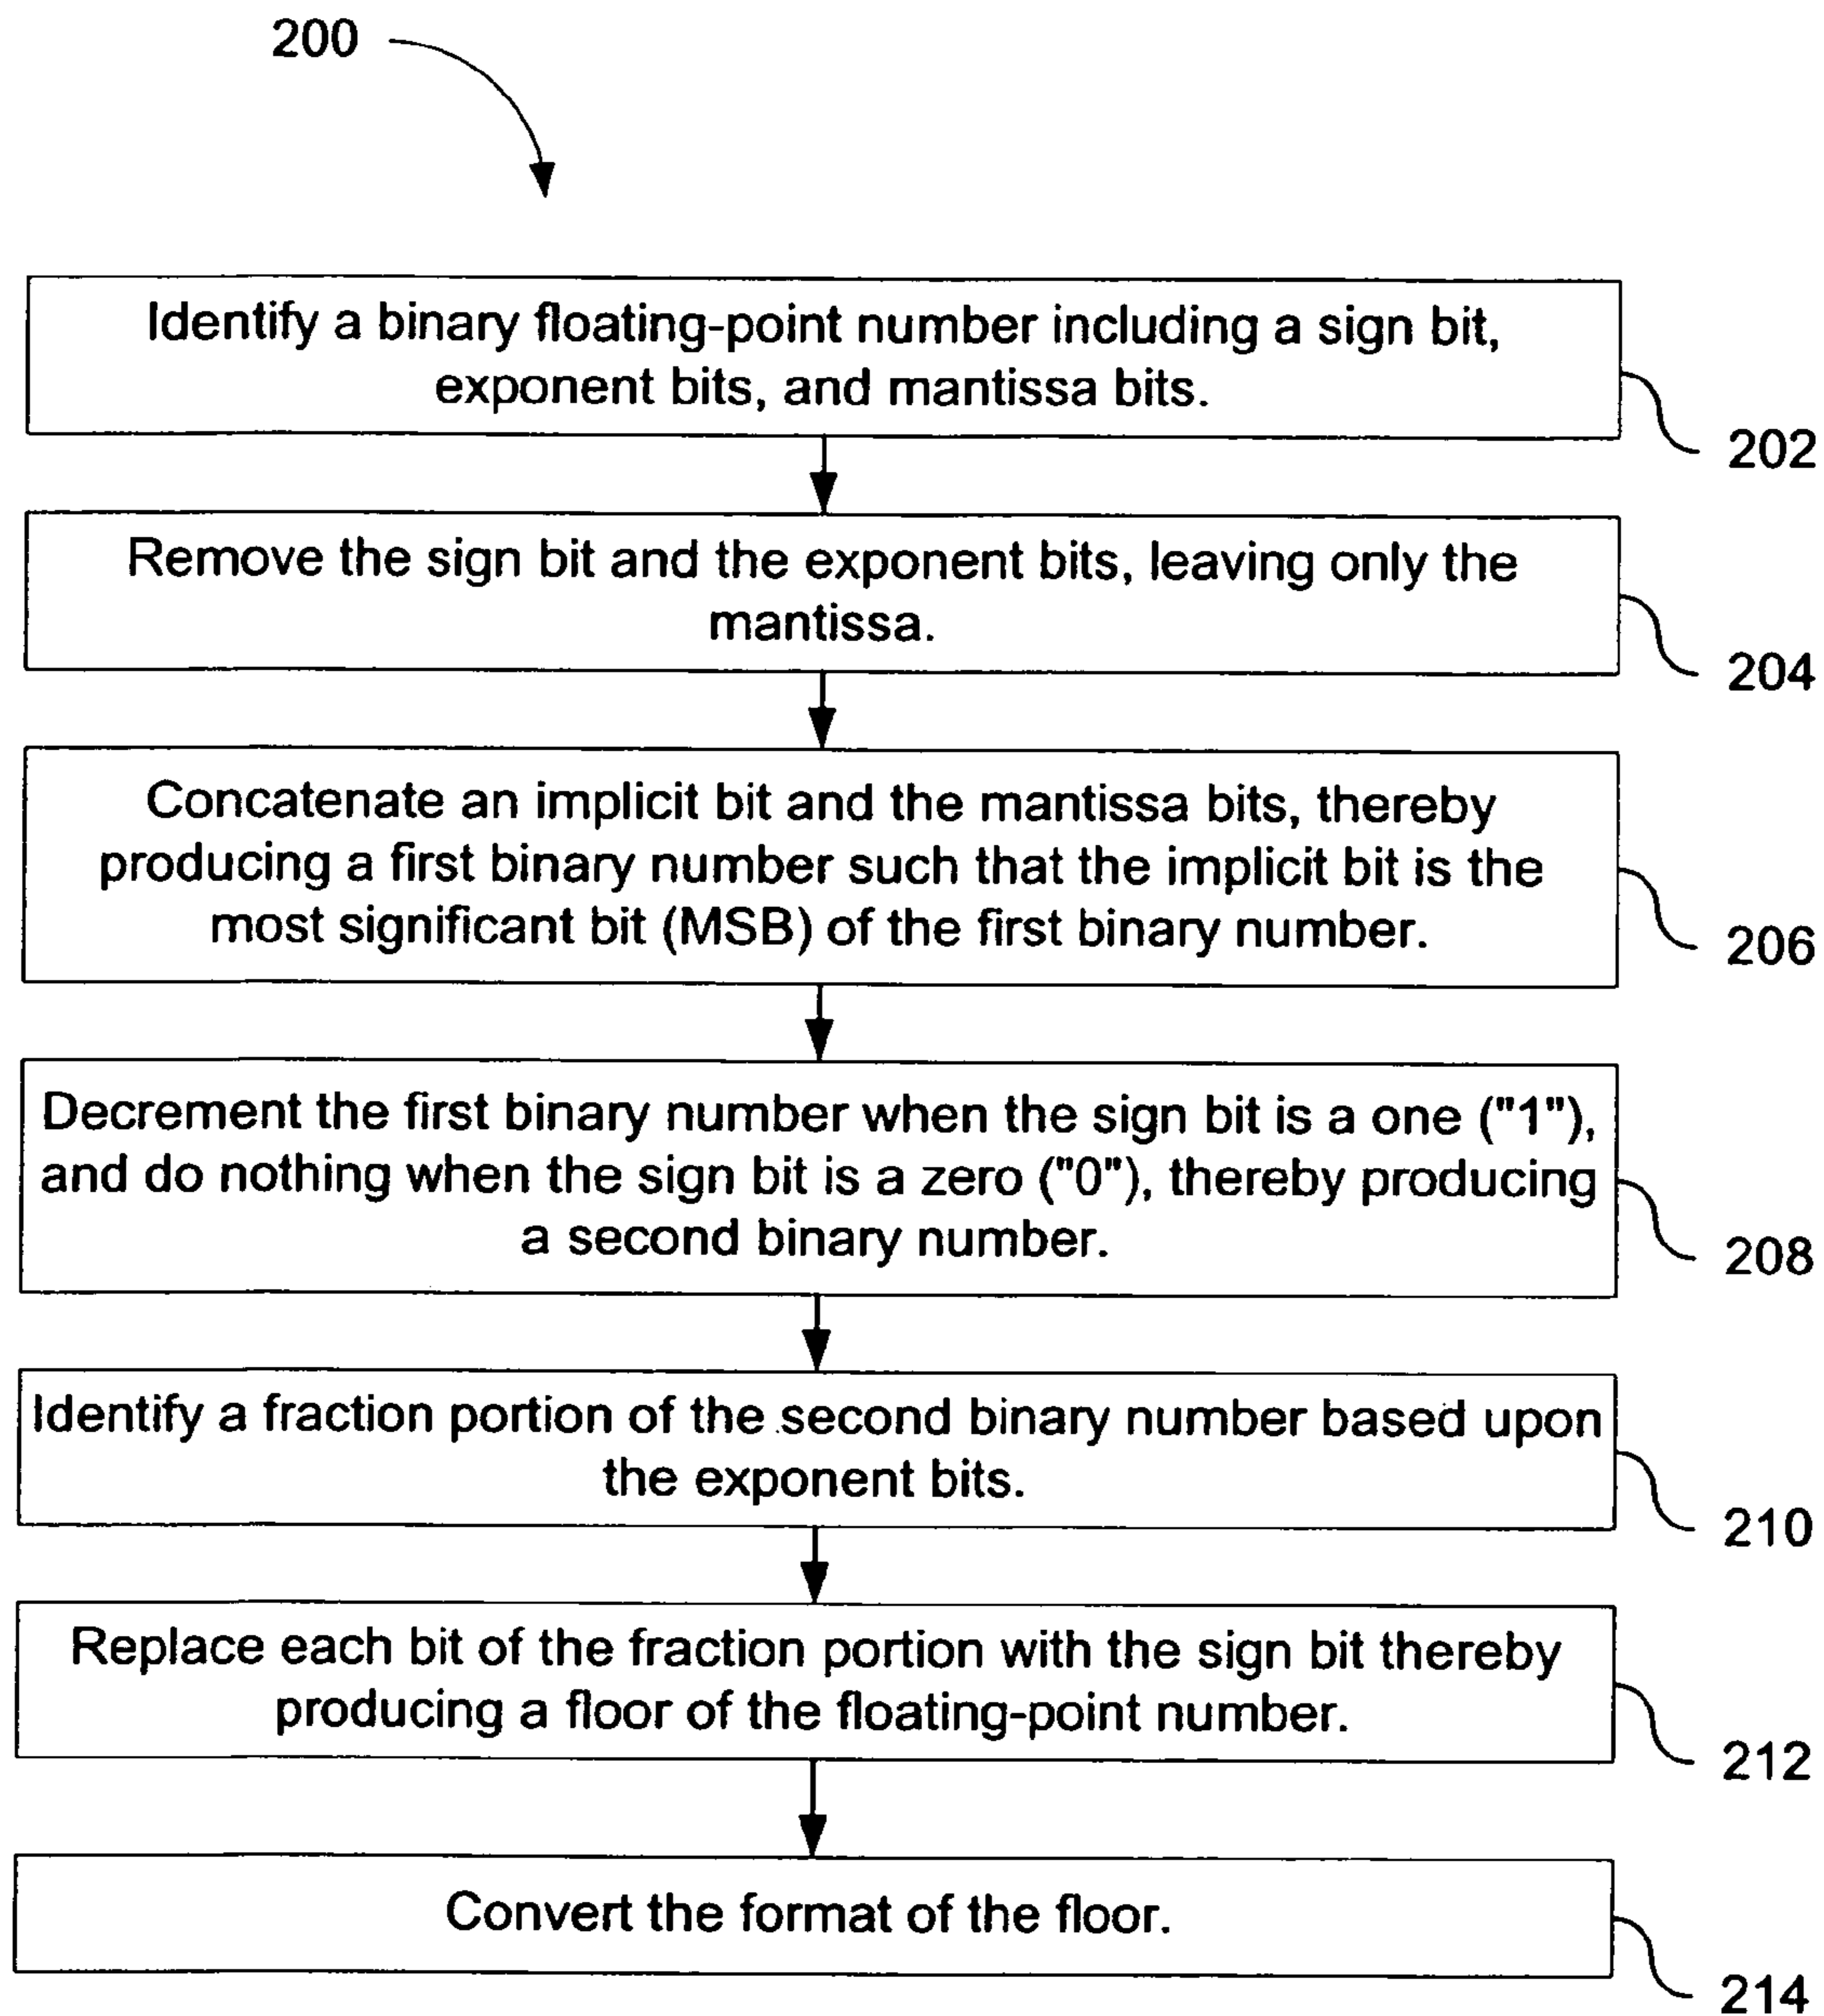 200
Identify a binary floating-point number including a sign bit,
exponent bits, and mantissa bits.
202
Remove the sign bit and the exponent bits, leaving only the
mantissa.
204
Concatenate an implicit bit and the mantissa bits, thereby
producing a first binary number such that the implicit bit is the
most significant bit (MSB) of the first binary number.
206
Decrement the first binary number when the sign bit is a one ("1"),
and do nothing when the sign bit is a zero ("0"), thereby producing
a second binary number.
208
Identify a fraction portion of the second binary number based upon
the exponent bits.
210
Replace each bit of the fraction portion with the sign bit thereby
producing a floor of the floating-point number.
212
Convert the format of the floor.
214